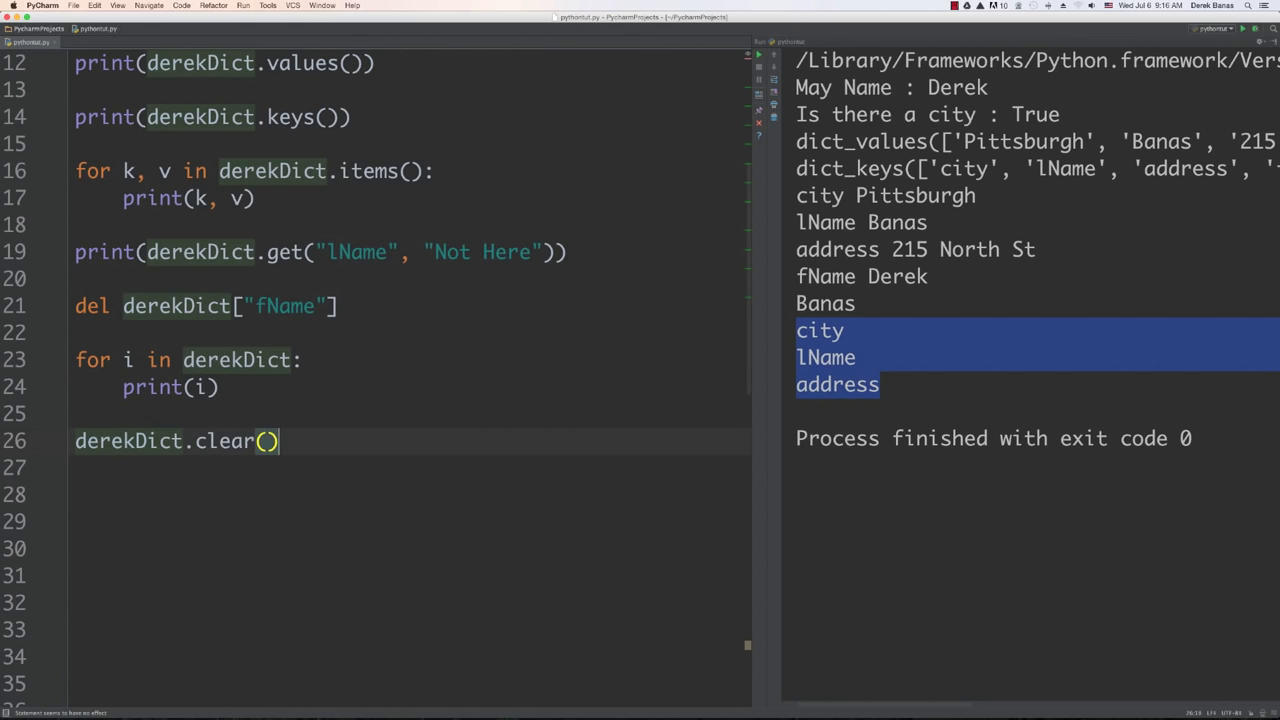 PyCharm File Edit View Navigate Code Refactor Run Tools VCS Window Help
10 Wed Jul 6 9:16 AM Derek Banas
pythontut.py - PycharmProjects - [~/PycharmProjects]
PycharmProjects pythontut.py
pythontut
pythontut.py
Run pythontut
12 print(derekDict.values())
13
14 print(derekDict.keys())
15
16 for k, v in derekDict.items():
17 print(k, v)
18
19 print(derekDict.get("lName", "Not Here"))
20
21 del derekDict["fName"]
22
23 for i in derekDict:
24 print(i)
25
26 derekDict.clear()
27
28
29
30
31
32
33
34
35
/Library/Frameworks/Python.framework/Vers
May Name : Derek
Is there a city : True
dict_values(['Pittsburgh', 'Banas', '215
dict_keys(['city', 'lName', 'address', '
city Pittsburgh
lName Banas
address 215 North St
fName Derek
Banas
city
lName
address
Process finished with exit code 0
Statement seems to have no effect
26:18 LF÷ UTF-8÷